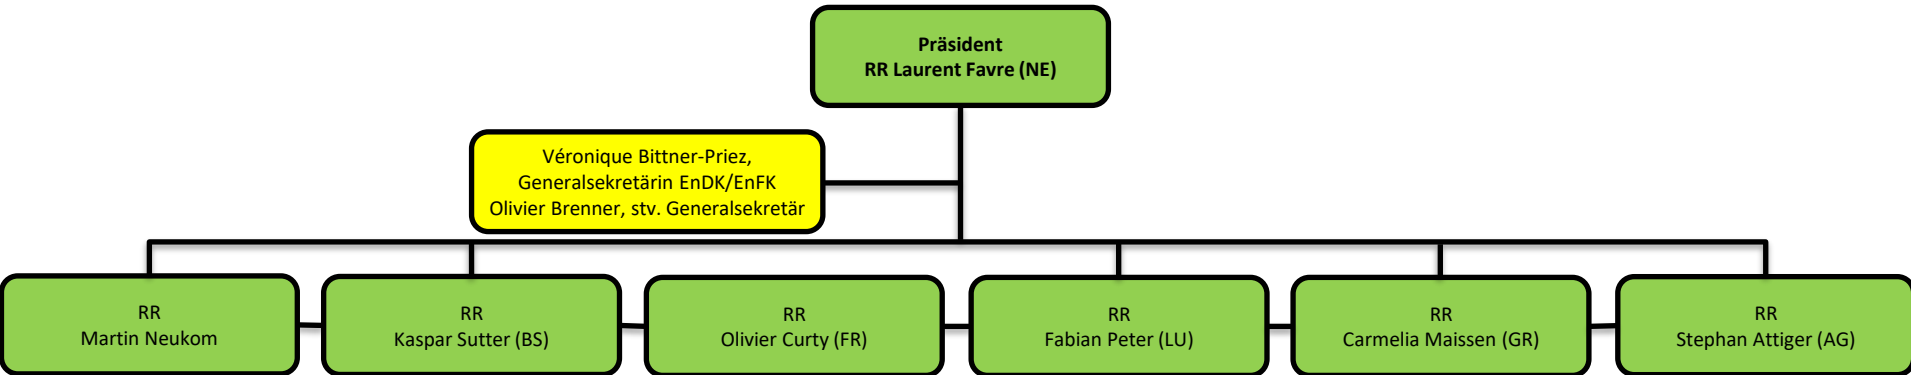 Präsident
RR Laurent Favre (NE)
Véronique Bittner-Priez,
Generalsekretärin EnDK/EnFK
Olivier Brenner, stv. Generalsekretär
RR
Martin Neukom
RR
Kaspar Sutter (BS)
RR
Olivier Curty (FR)
RR
Fabian Peter (LU)
RR
Carmelia Maissen (GR)
RR
Stephan Attiger (AG)